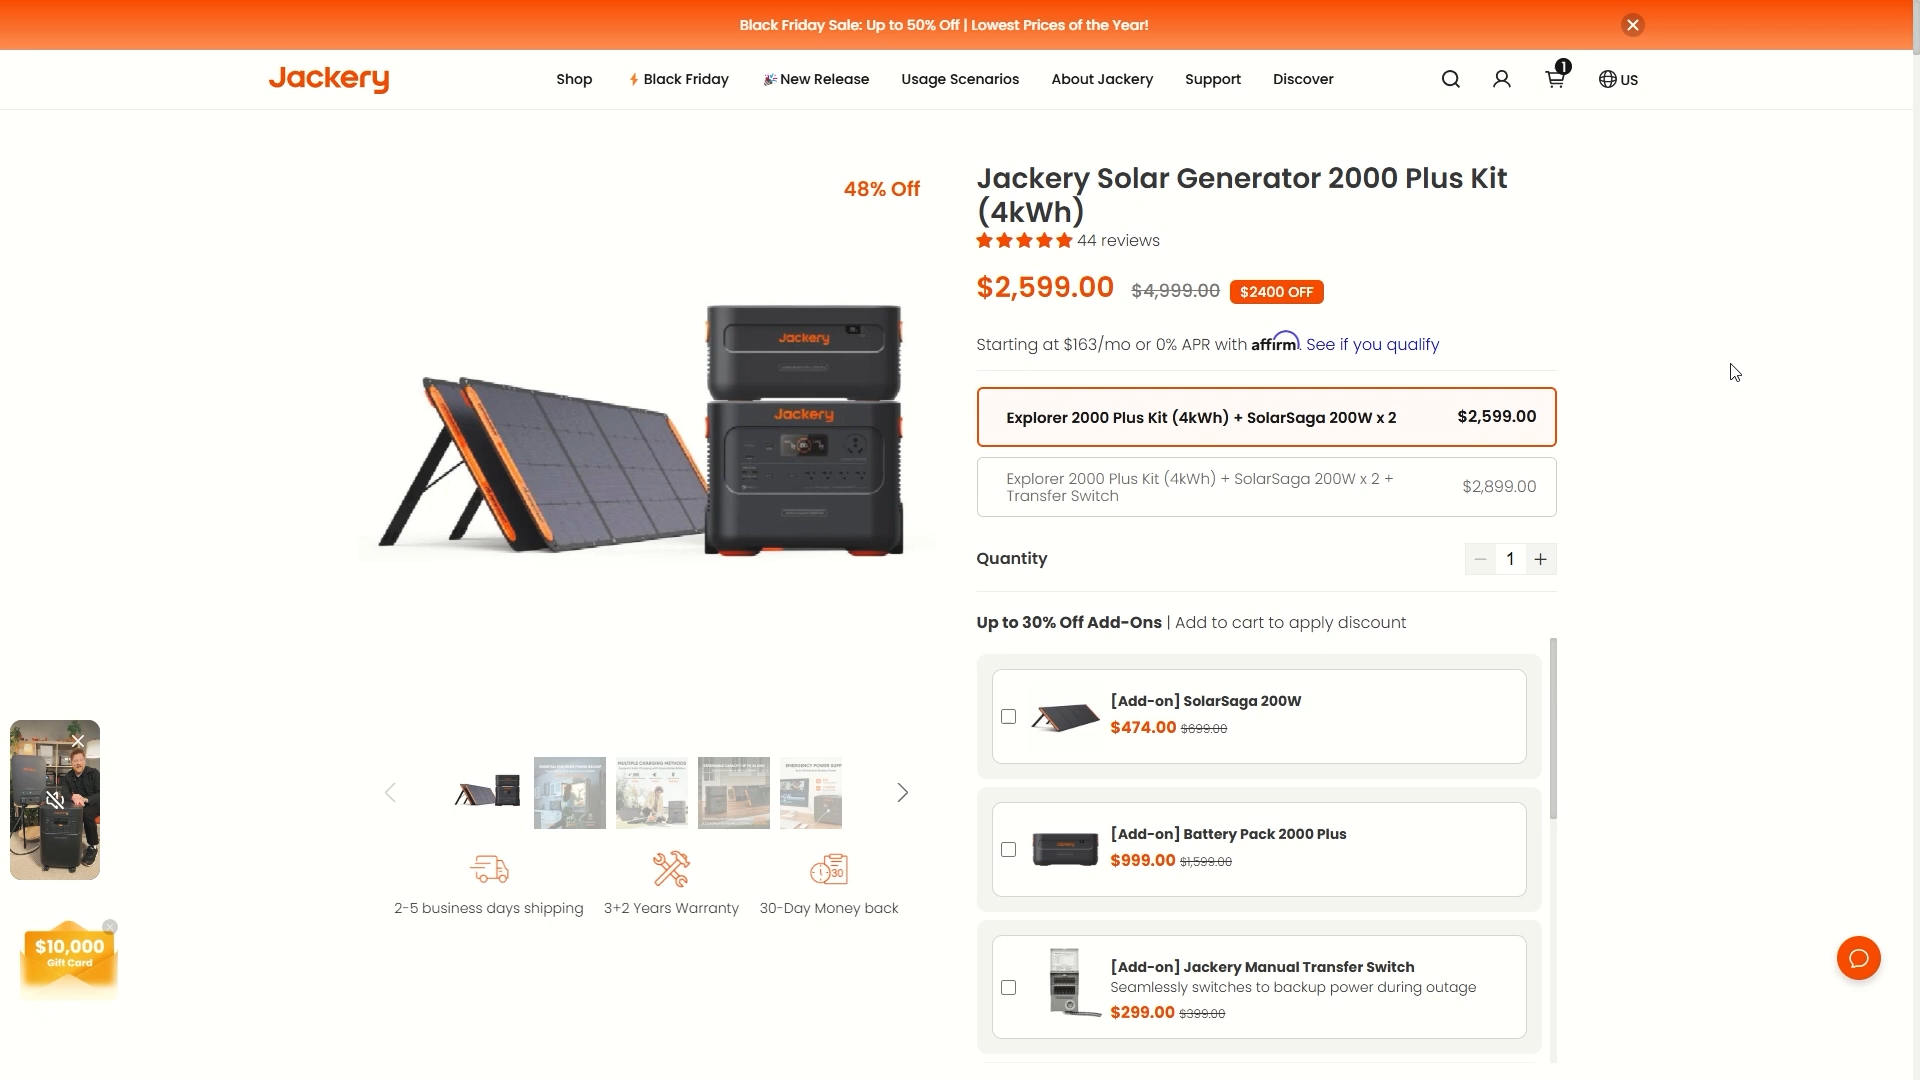 Black Friday Sale: Up to 50% Off | Lowest Prices of the Year!
Jackery
Shop
Black Friday
New Release
Usage Scenarios
About Jackery
Support
Discover
1
US
48% Off
Jackery
Jackery
Jackery Solar Generator 2000 Plus Kit
(4kWh)
44 reviews
$2,599.00 $4,999.00 $2400 OFF
Starting at $163/mo or 0% APR with affirm. See if you qualify
Explorer 2000 Plus Kit (4kWh) + SolarSaga 200W x 2 $2,599.00
Explorer 2000 Plus Kit (4kWh) + SolarSaga 200W x 2 +
Transfer Switch
$2,899.00
Quantity
1
Up to 30% Off Add-Ons | Add to cart to apply discount
[Add-on] SolarSaga 200W
$474.00 $699.00
[Add-on] Battery Pack 2000 Plus
$999.00 $1,599.00
[Add-on] Jackery Manual Transfer Switch
Seamlessly switches to backup power during outage
$299.00 $399.00
MULTIPLE CHARGING METHODS
30
2-5 business days shipping
3+2 Years Warranty
30-Day Money back
$10,000
Gift Card